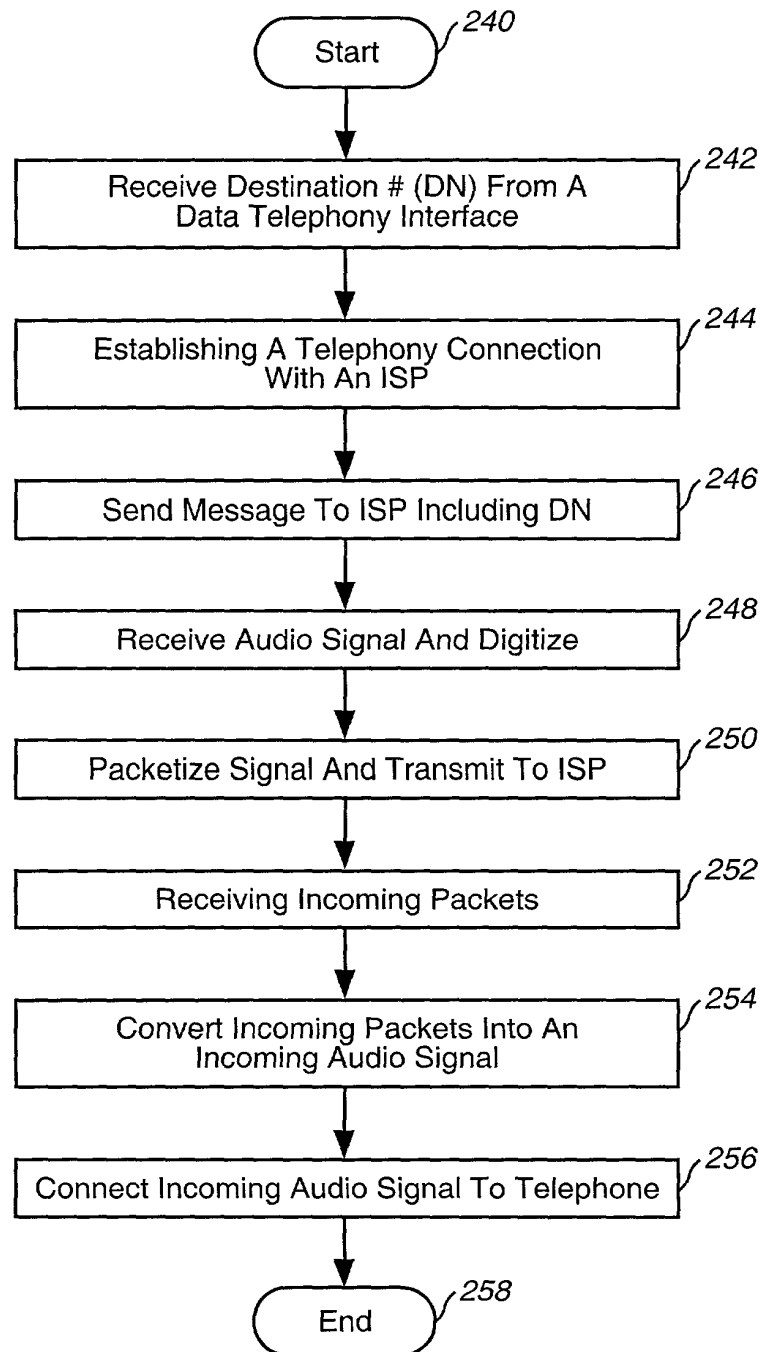 240
Start
242
Receive Destination # (DN) From A
Data Telephony Interface
244
Establishing A Telephony Connection
With An ISP
246
Send Message To ISP Including DN
248
Receive Audio Signal And Digitize
250
Packetize Signal And Transmit To ISP
252
Receiving Incoming Packets
254
Convert Incoming Packets Into An
Incoming Audio Signal
256
Connect Incoming Audio Signal To Telephone
258
End